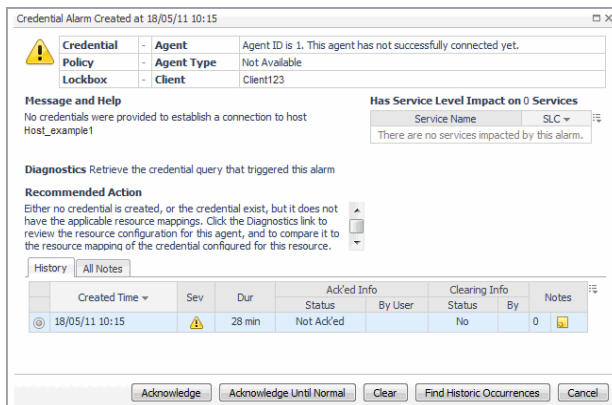 Credential Alarm Created at 18/05/11 10:15
Credential - Agent Agent ID is 1. This agent has not successfully connected yet.
Policy - Agent Type Not Available
Lockbox - Client Client123
Message and Help
No credentials were provided to establish a connection to host
Host_example1
Has Service Level Impact on 0 Services
Service Name SLC
There are no services impacted by this alarm.
Diagnostics Retrieve the credential query that triggered this alarm
Recommended Action
Either no credential is created, or the credential exist, but it does not
have the applicable resource mappings. Click the Diagnostics link to
review the resource configuration for this agent, and to compare it to
the resource mapping of the credential configured for this resource.
History All Notes
Created Time Sev Dur Ack'ed Info Clearing Info Notes
Status By User Status By
18/05/11 10:15 28 min Not Ack'ed No 0
Acknowledge Acknowledge Until Normal Clear Find Historic Occurrences Cancel